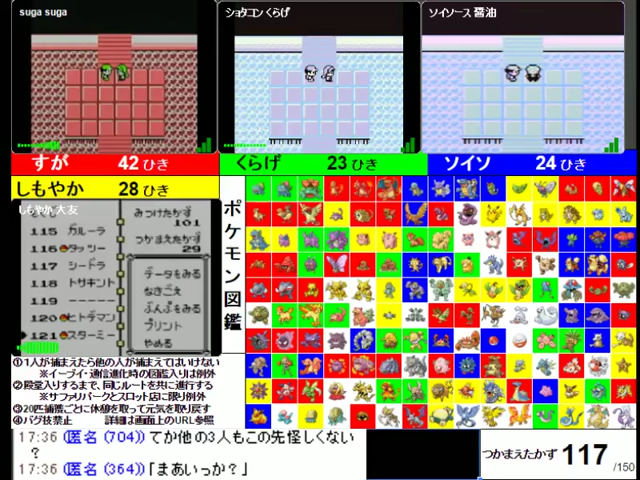 suga suga
ショタコン くらげ
ソイソース 醤油
すが 42 ひき
くらげ 23 ひき
ソイソ 24 ひき
しもやか 28 ひき
しもやか 大友
みつけたかず
101
つかまえたかず
29
115 ガルーラ
116 タッツー
117 シードラ
118 トサキント
119 -----
120 ヒトデマン
121 スターミー
データをみる
なきごえ
ぶんぷをみる
プリント
やめる
ポケモン図鑑
①1人が捕まえたら他の人が捕まえてはいけない
※イーブイ・通信進化時の図鑑入りは例外
②殿堂入りするまで、同じルート共に進行する
※サファリパークとスロット店に限り別外
③20匹捕獲ごとに休憩を取って元気を取り戻す
④バグ技禁止 詳細は画面上のURL参照
17:36 (匿名(704)) てか他の3人もこの先怪しくない
?
17:36 (匿名(364)) 「まあいっか?」
つかまえたかず 117 /150